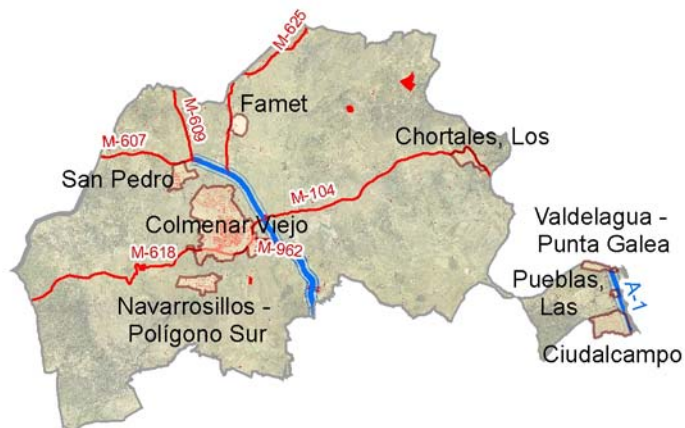 M-625
Famet
M-609
M-607
Chortales, Los
San Pedro
M-104
Colmenar Viejo
M-618
M-962
Valdelagua -
Punta Galea
Pueblas,
Las
A-1
Navarrosillos -
Polígono Sur
Ciudalcampo